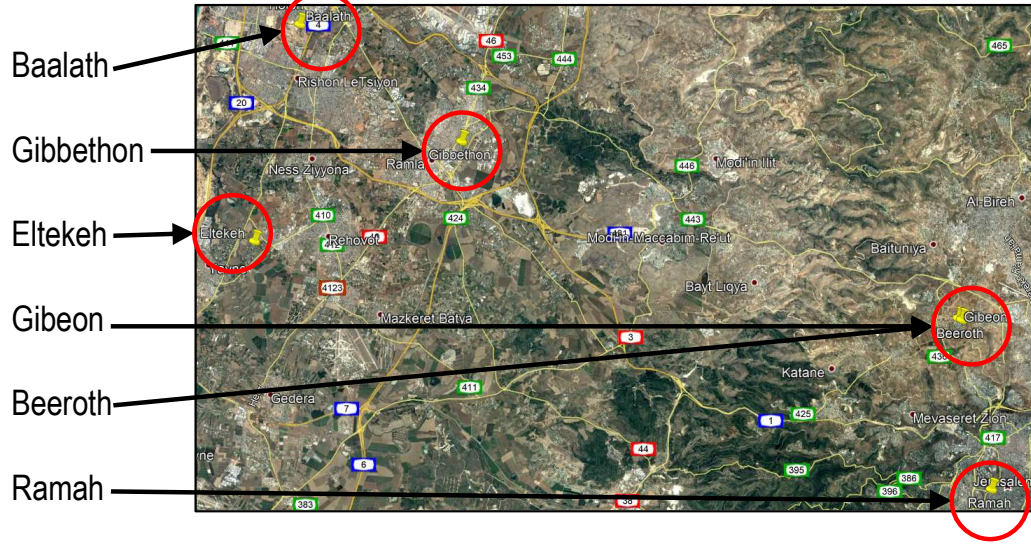 Baalath
Gibbethon
Eltekeh
Gibeon
Beeroth
Ramah
Baalath
4
46
453
444
465
Rishon LeTsiyon
434
20
Gibbethon
Ramla
Ness Ziyyona
446
Modi'in Illit
Al-Bireh
410
424
443
Eltekeh
Rehovot
412
40
431
Modi'in-Maccabim-Re'ut
Baituniya
4123
Bayt Liqya
Mazkeret Batya
Gibeon
Beeroth
3
436
Katane
411
Gedera
7
1
425
Mevaseret Zion
417
44
6
395
386
396
Jerusalem
383
38
Ramah